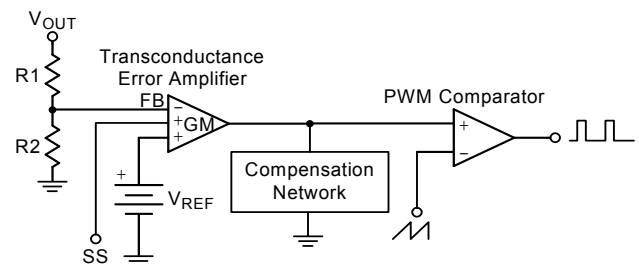 VOUT
R1
R2
Transconductance
Error Amplifier
FB
−
+
+
GM
+
VREF
SS
Compensation
Network
PWM Comparator
+
−